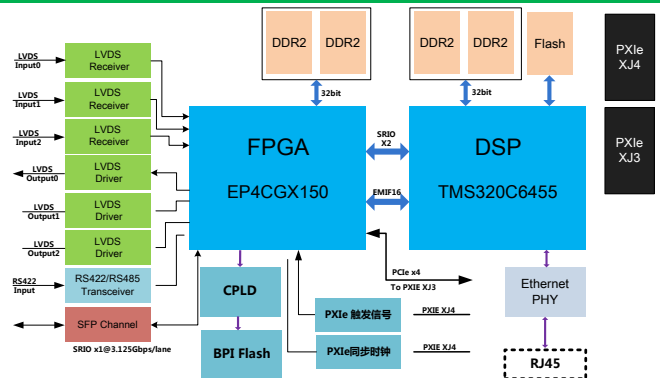 LVDS
Input0
LVDS
Receiver
LVDS
Input1
LVDS
Receiver
LVDS
Input2
LVDS
Receiver
LVDS
Output0
LVDS
Driver
LVDS
Output1
LVDS
Driver
LVDS
Output2
LVDS
Driver
RS422
Input
RS422/RS485
Transceiver
SFP Channel
SRIO x1@3.125Gbps/lane
DDR2
DDR2
32bit
FPGA
EP4CGX150
CPLD
BPI Flash
SRIO
X2
EMIF16
DDR2
DDR2
32bit
Flash
DSP
TMS320C6455
PCIe x4
To PXIE XJ3
PXIe 触发信号
PXIE XJ4
PXIe同步时钟
PXIE XJ4
Ethernet
PHY
RJ45
PXIe
XJ4
PXIe
XJ3